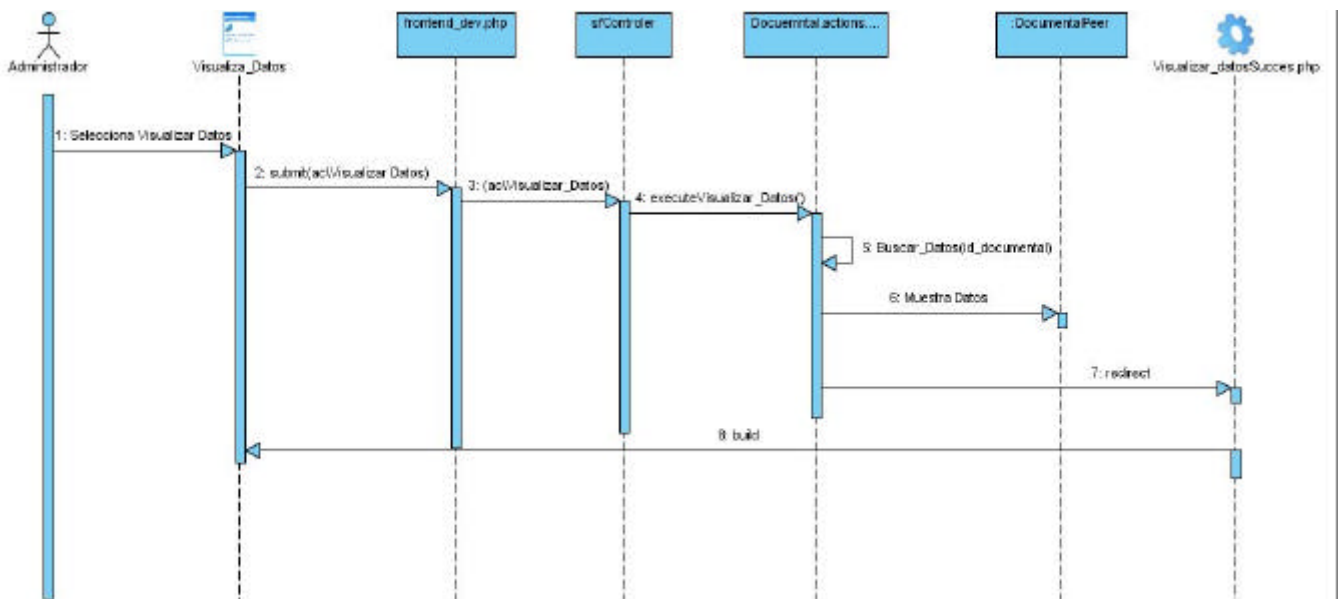 frontend_dev.php
sfControler
Docuemntal.actions....
:DocumentalPeer
Administrador
Visualiza_Datos
Visualizar_datosSucces.php
1: Selecciona Visualizar Datos
2: submit(actVisualizar Datos)
3: (actVisualizar_Datos)
4: executeVisualizar_Datos()
5: Buscar_Datos(id_documental)
6: Muestra Datos
7: redirect
8: build